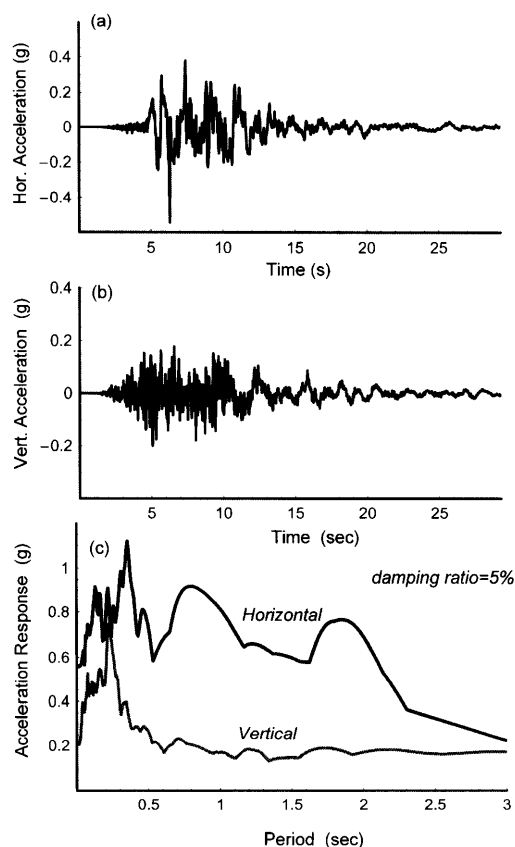 (a)
Hor. Acceleration (g)
0.4
0.2
0
−0.2
−0.4
5 10 15 20 25
Time (s)
(b)
Vert. Acceleration (g)
0.4
0.2
0
−0.2
5 10 15 20 25
Time (sec)
(c)
damping ratio=5%
Acceleration Response (g)
1
0.8
0.6
0.4
0.2
Horizontal
Vertical
0.5 1 1.5 2 2.5 3
Period (sec)